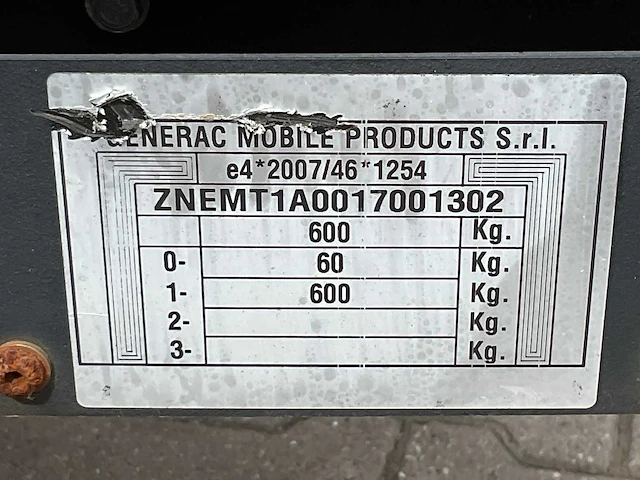 GENERAC MOBILE PRODUCTS S.r.l.
e4*2007/46*1254
ZNEMT1A0017001302
600 Kg.
0- 60 Kg.
1- 600 Kg.
2- Kg.
3- Kg.